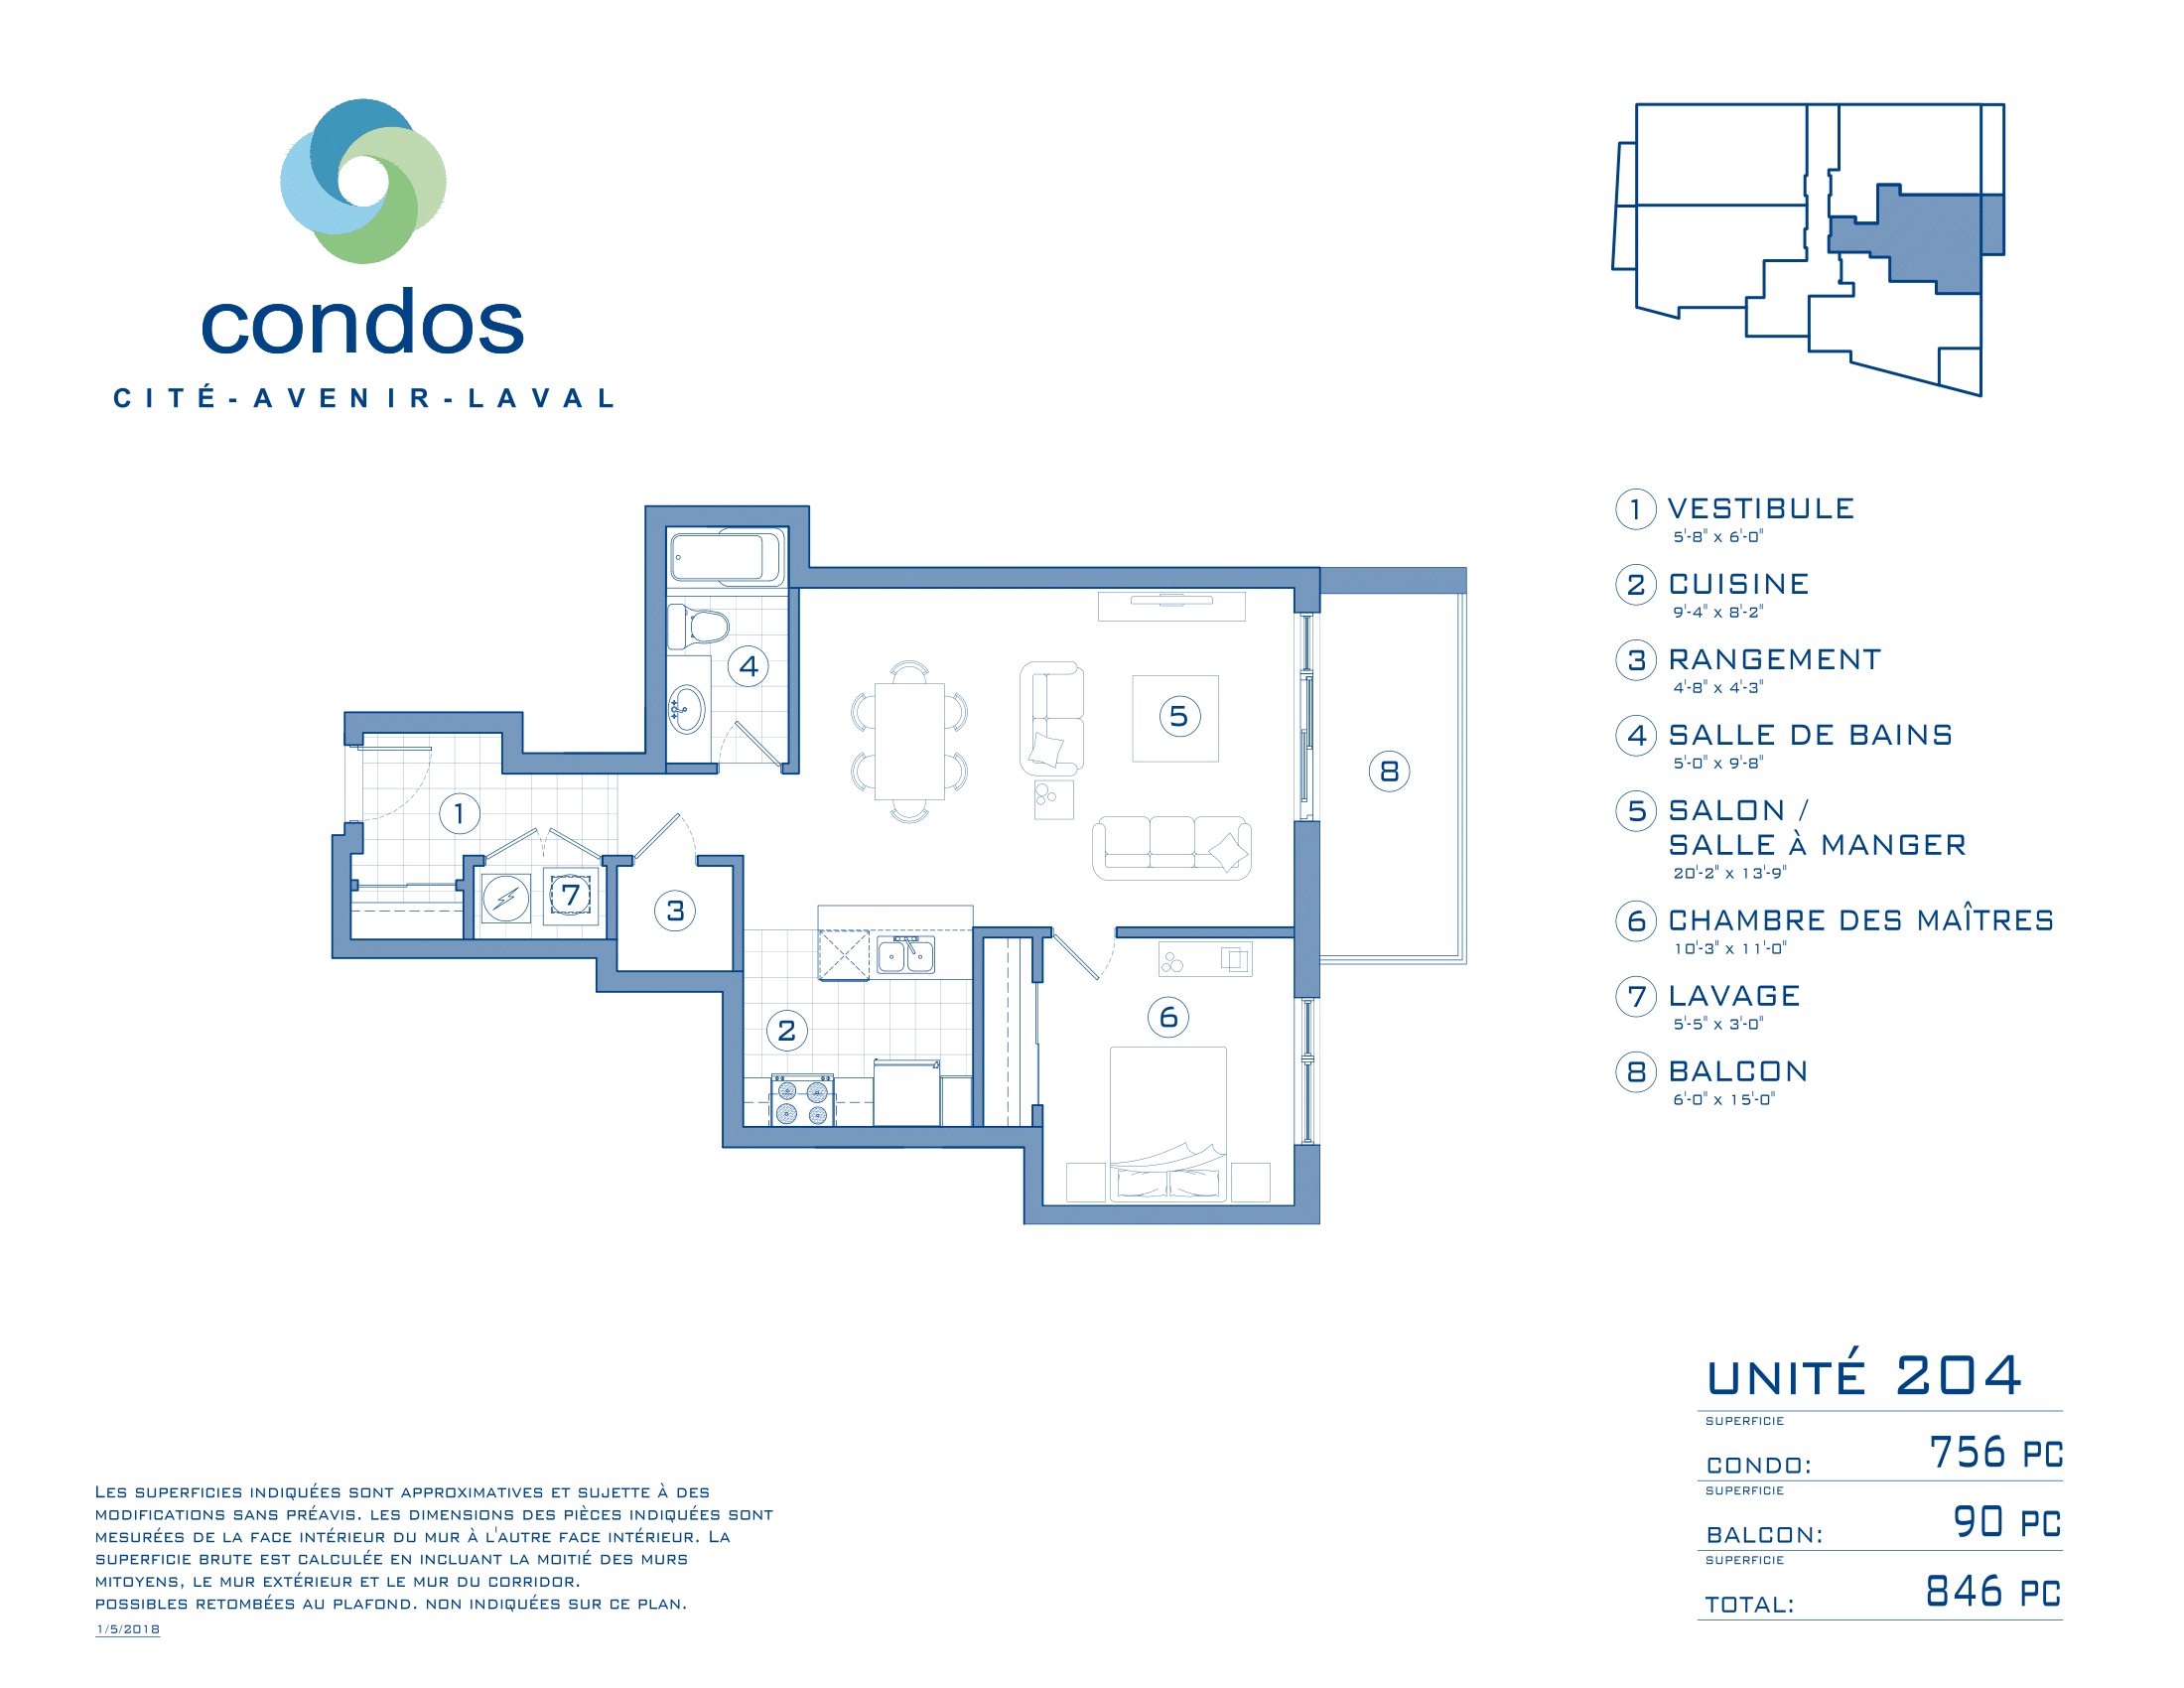 condos
CITÉ-AVENIR-LAVAL
1 VESTIBULE
5'-8" x 6'-0"
2 CUISINE
9'-4" x 8'-2"
3 RANGEMENT
4'-8" x 4'-3"
4 SALLE DE BAINS
5'-0" x 9'-8"
5 SALON /
SALLE À MANGER
20'-2" x 13'-9"
6 CHAMBRE DES MAÎTRES
10'-3" x 11'-0"
7 LAVAGE
5'-5" x 3'-0"
8 BALCON
6'-0" x 15'-0"
4
5
8
1
7
3
2
6
UNITÉ 204
SUPERFICIE
CONDO: 756 PC
SUPERFICIE
BALCON: 90 PC
SUPERFICIE
TOTAL: 846 PC
LES SUPERFICIES INDIQUÉES SONT APPROXIMATIVES ET SUJETTE À DES
MODIFICATIONS SANS PRÉAVIS. LES DIMENSIONS DES PIÈCES INDIQUÉES SONT
MESURÉES DE LA FACE INTÉRIEUR DU MUR À L'AUTRE FACE INTÉRIEUR. LA
SUPERFICIE BRUTE EST CALCULÉE EN INCLUANT LA MOITIÉ DES MURS
MITOYENS, LE MUR EXTÉRIEUR ET LE MUR DU CORRIDOR.
POSSIBLES RETOMBÉES AU PLAFOND. NON INDIQUÉES SUR CE PLAN.
1/5/2018